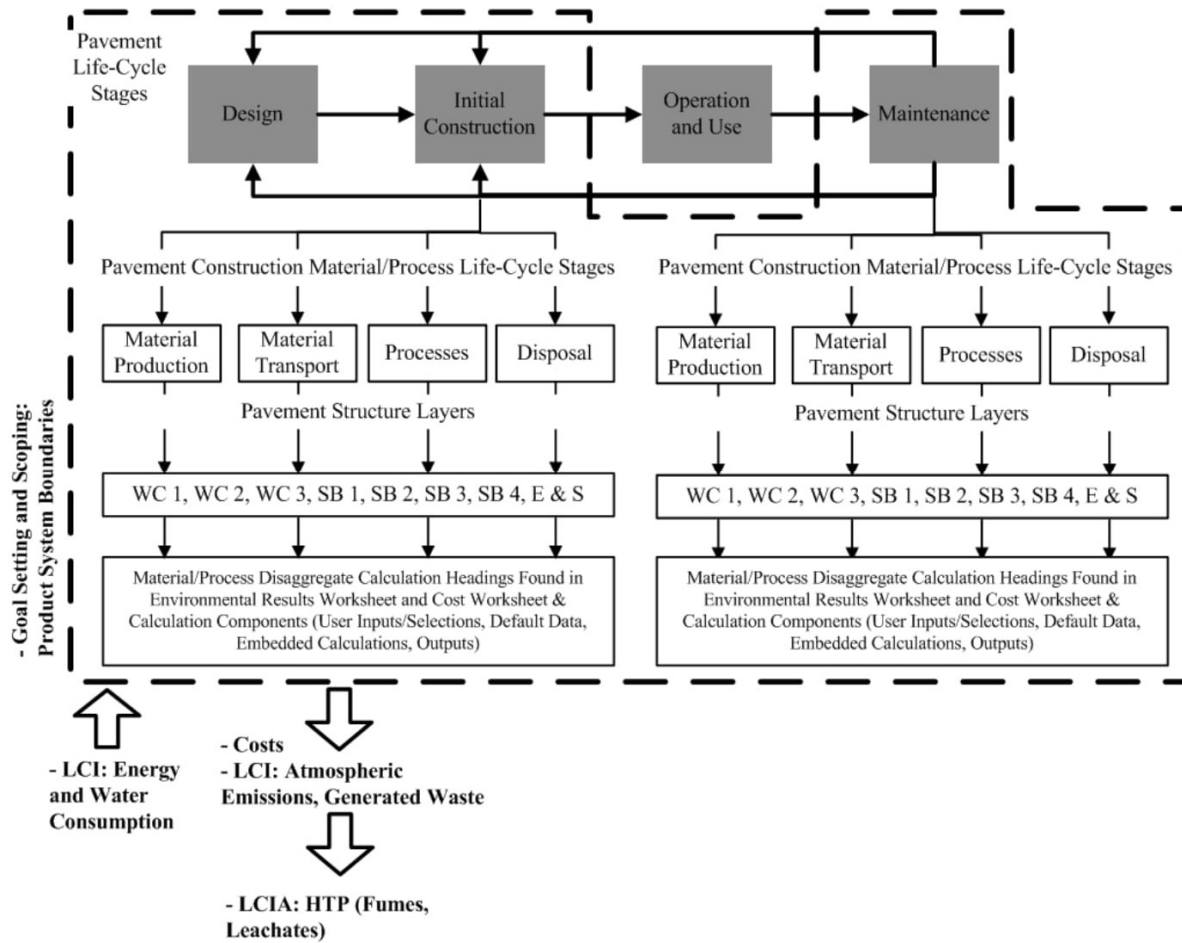 Pavement
Life-Cycle
Stages
Design
Initial
Construction
Operation
and Use
Maintenance
Pavement Construction Material/Process Life-Cycle Stages
Material
Production
Material
Transport
Processes
Disposal
Pavement Structure Layers
WC 1, WC 2, WC 3, SB 1, SB 2, SB 3, SB 4, E & S
Material/Process Disaggregate Calculation Headings Found in
Environmental Results Worksheet and Cost Worksheet &
Calculation Components (User Inputs/Selections, Default Data,
Embedded Calculations, Outputs)
Pavement Construction Material/Process Life-Cycle Stages
Material
Production
Material
Transport
Processes
Disposal
Pavement Structure Layers
WC 1, WC 2, WC 3, SB 1, SB 2, SB 3, SB 4, E & S
Material/Process Disaggregate Calculation Headings Found in
Environmental Results Worksheet and Cost Worksheet &
Calculation Components (User Inputs/Selections, Default Data,
Embedded Calculations, Outputs)
- Goal Setting and Scoping:
Product System Boundaries
- LCI: Energy
and Water
Consumption
- Costs
- LCI: Atmospheric
Emissions, Generated Waste
- LCIA: HTP (Fumes,
Leachates)